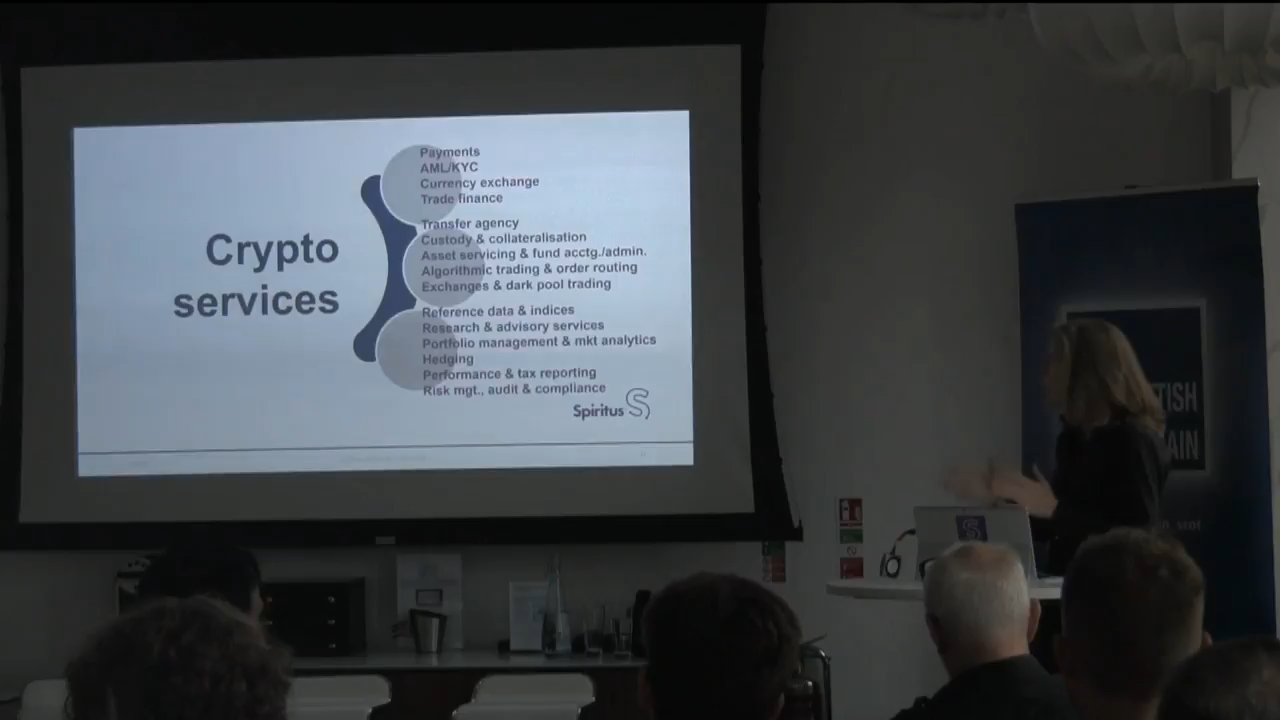 Crypto
services
Payments
AML/KYC
Currency exchange
Trade finance
Transfer agency
Custody & collateralisation
Asset servicing & fund acctg./admin.
Algorithmic trading & order routing
Exchanges & dark pool trading
Reference data & indices
Research & advisory services
Portfolio management & mkt analytics
Hedging
Performance & tax reporting
Risk mgt., audit & compliance
Spiritus
TISH
AIN